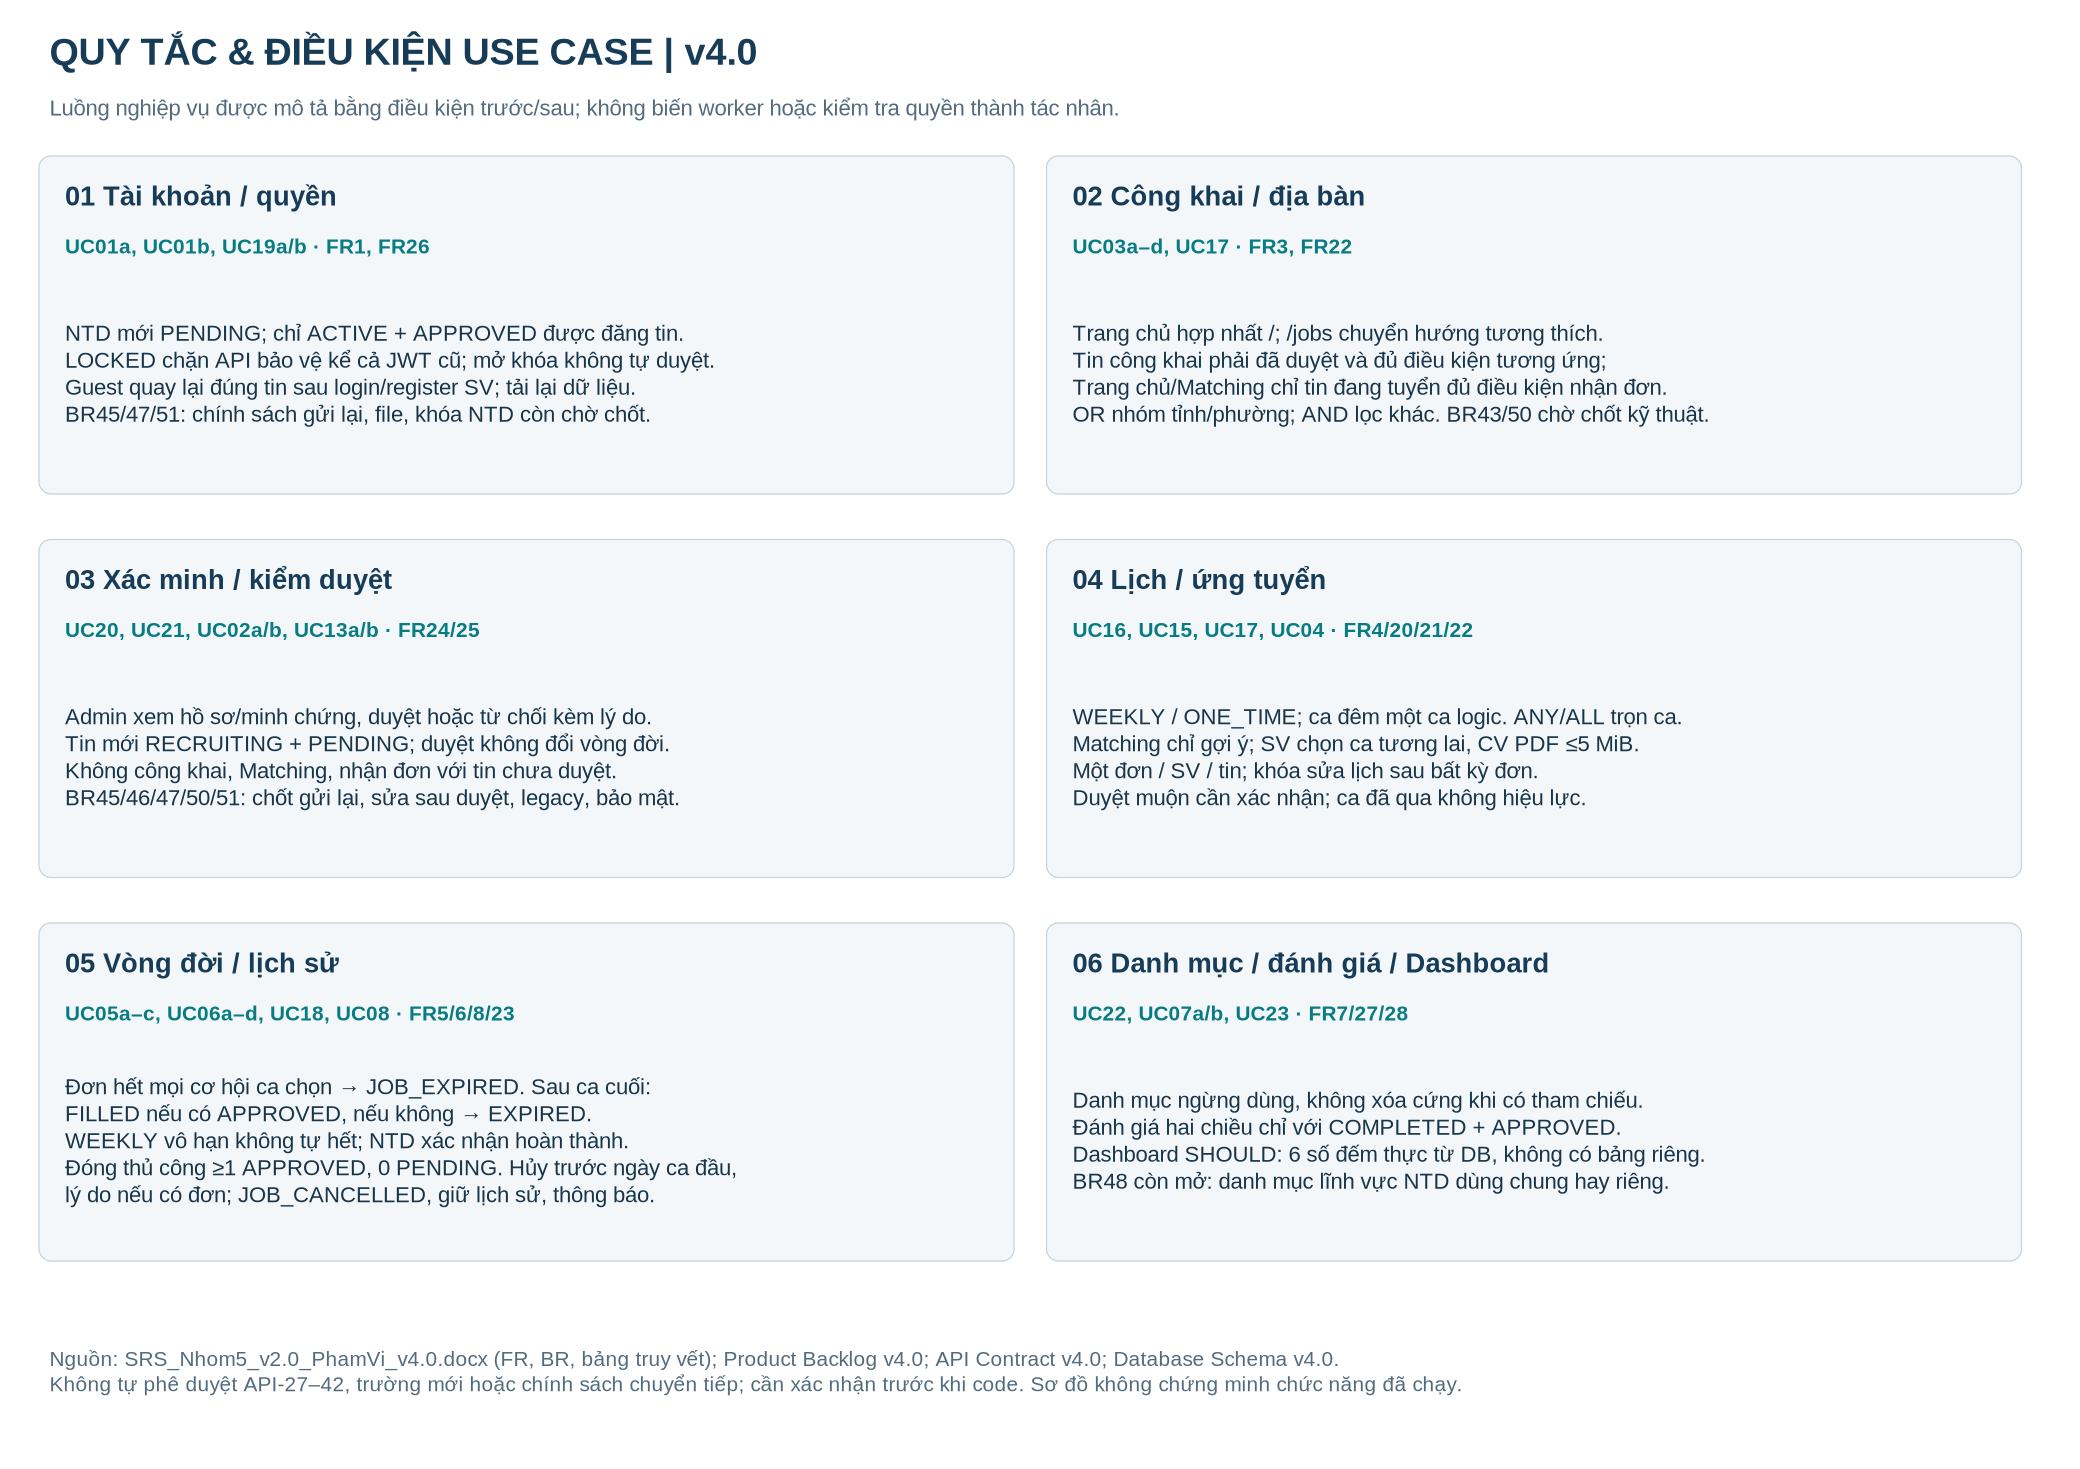 QUY TẮC & ĐIỀU KIỆN USE CASE | v4.0
Luồng nghiệp vụ được mô tả bằng điều kiện trước/sau; không biến worker hoặc kiểm tra quyền thành tác nhân.
01 Tài khoản / quyền
UC01a, UC01b, UC19a/b · FR1, FR26
NTD mới PENDING; chỉ ACTIVE + APPROVED được đăng tin.
LOCKED chặn API bảo vệ kể cả JWT cũ; mở khóa không tự duyệt.
Guest quay lại đúng tin sau login/register SV; tải lại dữ liệu.
BR45/47/51: chính sách gửi lại, file, khóa NTD còn chờ chốt.
02 Công khai / địa bàn
UC03a–d, UC17 · FR3, FR22
Trang chủ hợp nhất /; /jobs chuyển hướng tương thích.
Tin công khai phải đã duyệt và đủ điều kiện tương ứng;
Trang chủ/Matching chỉ tin đang tuyển đủ điều kiện nhận đơn.
OR nhóm tỉnh/phường; AND lọc khác. BR43/50 chờ chốt kỹ thuật.
03 Xác minh / kiểm duyệt
UC20, UC21, UC02a/b, UC13a/b · FR24/25
Admin xem hồ sơ/minh chứng, duyệt hoặc từ chối kèm lý do.
Tin mới RECRUITING + PENDING; duyệt không đổi vòng đời.
Không công khai, Matching, nhận đơn với tin chưa duyệt.
BR45/46/47/50/51: chốt gửi lại, sửa sau duyệt, legacy, bảo mật.
04 Lịch / ứng tuyển
UC16, UC15, UC17, UC04 · FR4/20/21/22
WEEKLY / ONE_TIME; ca đêm một ca logic. ANY/ALL trọn ca.
Matching chỉ gợi ý; SV chọn ca tương lai, CV PDF ≤5 MiB.
Một đơn / SV / tin; khóa sửa lịch sau bất kỳ đơn.
Duyệt muộn cần xác nhận; ca đã qua không hiệu lực.
05 Vòng đời / lịch sử
UC05a–c, UC06a–d, UC18, UC08 · FR5/6/8/23
Đơn hết mọi cơ hội ca chọn → JOB_EXPIRED. Sau ca cuối:
FILLED nếu có APPROVED, nếu không → EXPIRED.
WEEKLY vô hạn không tự hết; NTD xác nhận hoàn thành.
Đóng thủ công ≥1 APPROVED, 0 PENDING. Hủy trước ngày ca đầu,
lý do nếu có đơn; JOB_CANCELLED, giữ lịch sử, thông báo.
06 Danh mục / đánh giá / Dashboard
UC22, UC07a/b, UC23 · FR7/27/28
Danh mục ngừng dùng, không xóa cứng khi có tham chiếu.
Đánh giá hai chiều chỉ với COMPLETED + APPROVED.
Dashboard SHOULD: 6 số đếm thực từ DB, không có bảng riêng.
BR48 còn mở: danh mục lĩnh vực NTD dùng chung hay riêng.
Nguồn: SRS_Nhom5_v2.0_PhamVi_v4.0.docx (FR, BR, bảng truy vết); Product Backlog v4.0; API Contract v4.0; Database Schema v4.0.
Không tự phê duyệt API-27–42, trường mới hoặc chính sách chuyển tiếp; cần xác nhận trước khi code. Sơ đồ không chứng minh chức năng đã chạy.